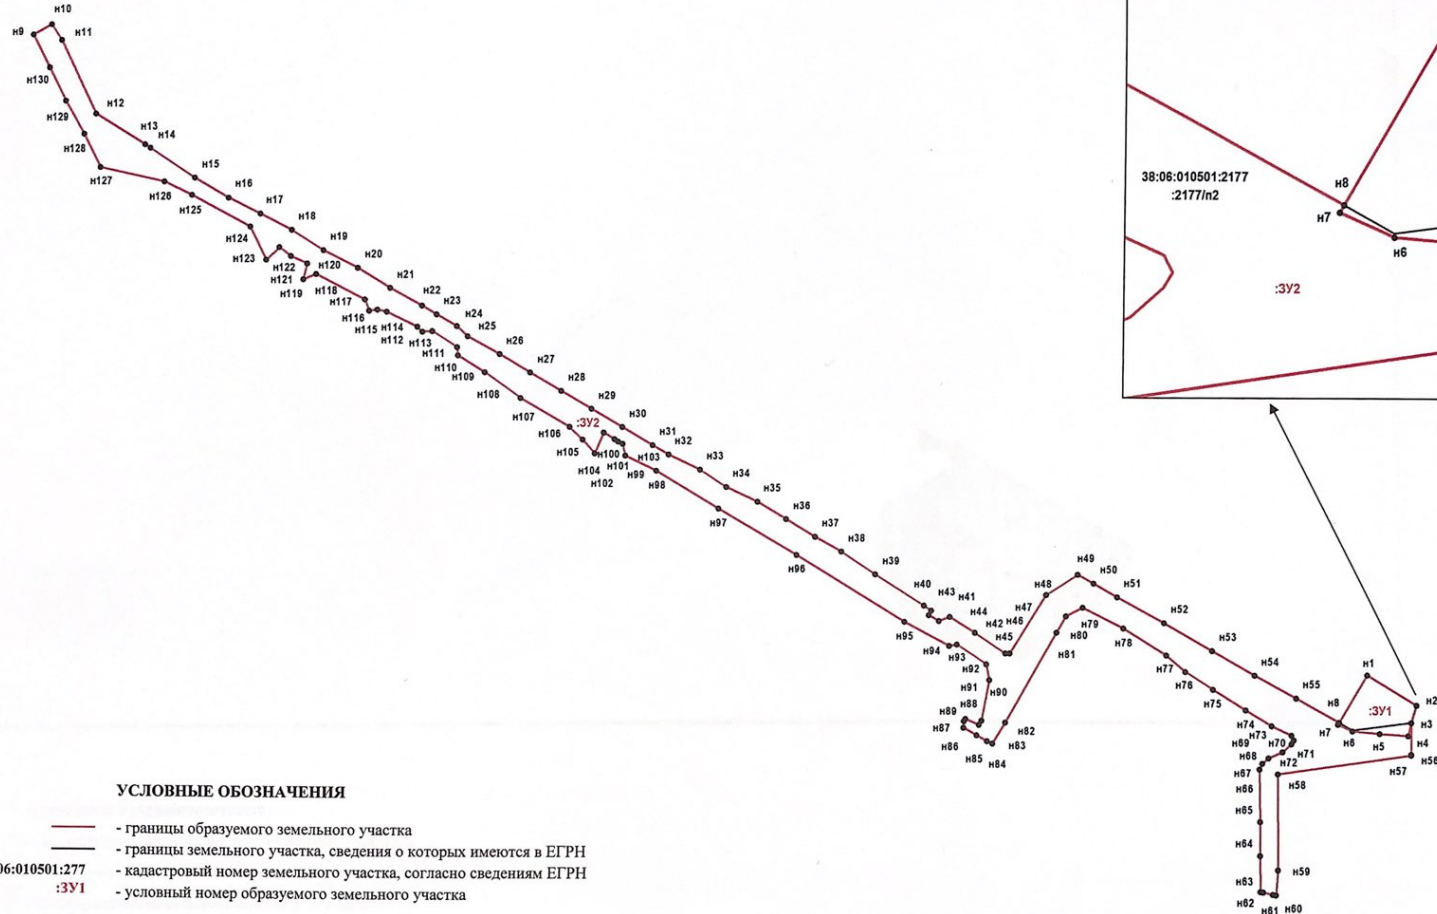 н10
н9
н11
н130
н12
н129
н13
н14
н128
н15
н127
н16
н126
н125
н17
н18
н124
н19
н123
н122
н120
н20
н121
н119
н118
н21
н117
н22
н116
н23
н115
н114
н24
н112
н113
н25
н111
н26
н110
н109
н27
н108
н28
н107
н29
:ЗУ2
н30
н106
н31
н105
н100
н103
н32
н104
н101
н102
н99
н33
н98
н34
н35
н97
н36
н37
н38
н96
н39
н40
н43
н41
н44
н42
н45
н46
н47
н48
н49
н50
н51
н95
н94
н93
н52
н79
н80
н78
н81
н53
н92
н91
н90
н77
н54
н76
н55
н75
н89
н88
н87
н82
н86
н85
н83
н84
н74
н73
н69
н70
н71
н68
н72
н67
н66
н58
н65
н64
н63
н59
н62
н61
н60
н1
н2
:ЗУ1
н8
н3
н7
н6
н5
н4
н56
н57
38:06:010501:2177
:2177/п2
н8
н7
н6
:ЗУ2
УСЛОВНЫЕ ОБОЗНАЧЕНИЯ
- границы образуемого земельного участка
- границы земельного участка, сведения о которых имеются в ЕГРН
06:010501:277 - кадастровый номер земельного участка, согласно сведениям ЕГРН
:ЗУ1 - условный номер образуемого земельного участка